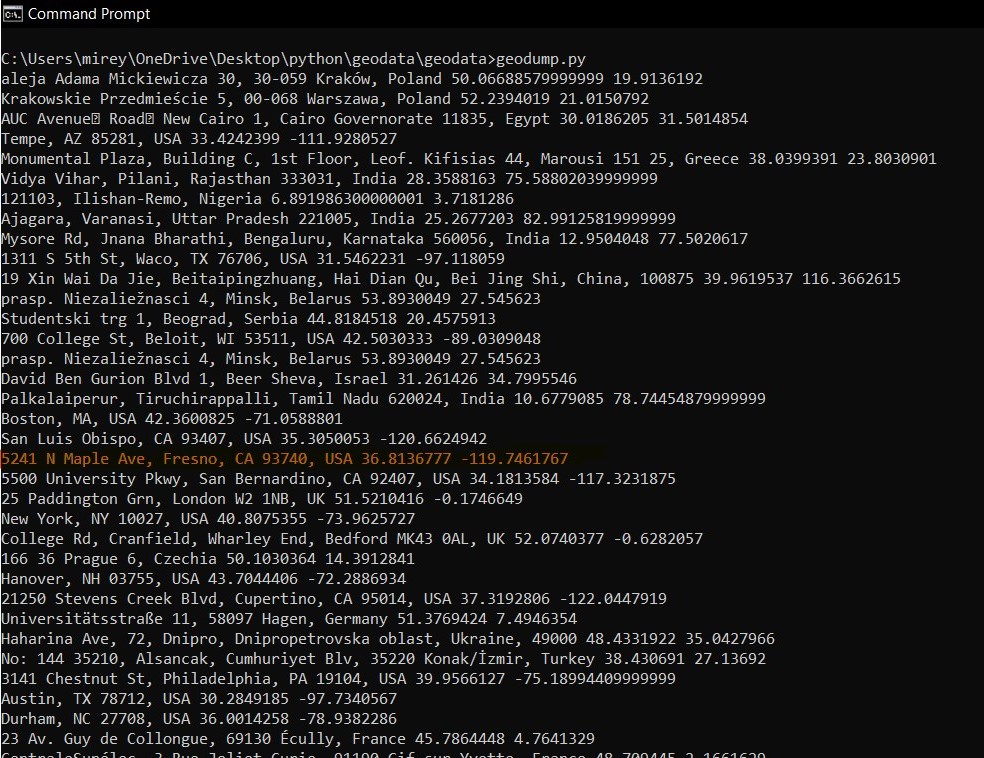 Command Prompt
C:\Users\mirey\OneDrive\Desktop\python\geodata\geodata>geodump.py
aleja Adama Mickiewicza 30, 30-059 Kraków, Poland 50.06688579999999 19.9136192
Krakowskie Przedmieście 5, 00-068 Warszawa, Poland 52.2394019 21.0150792
AUC Avenue Road New Cairo 1, Cairo Governorate 11835, Egypt 30.0186205 31.5014854
Tempe, AZ 85281, USA 33.4242399 -111.9280527
Monumental Plaza, Building C, 1st Floor, Leof. Kifisias 44, Marousi 151 25, Greece 38.0399391 23.8030901
Vidya Vihar, Pilani, Rajasthan 333031, India 28.3588163 75.58802039999999
121103, Ilishan-Remo, Nigeria 6.891986300000001 3.7181286
Ajagara, Varanasi, Uttar Pradesh 221005, India 25.2677203 82.99125819999999
Mysore Rd, Jnana Bharathi, Bengaluru, Karnataka 560056, India 12.9504048 77.5020617
1311 S 5th St, Waco, TX 76706, USA 31.5462231 -97.118059
19 Xin Wai Da Jie, Beitaipingzhuang, Hai Dian Qu, Bei Jing Shi, China, 100875 39.9619537 116.3662615
prasp. Niezaliežnasci 4, Minsk, Belarus 53.8930049 27.545623
Studentski trg 1, Beograd, Serbia 44.8184518 20.4575913
700 College St, Beloit, WI 53511, USA 42.5030333 -89.0309048
prasp. Niezaliežnasci 4, Minsk, Belarus 53.8930049 27.545623
David Ben Gurion Blvd 1, Beer Sheva, Israel 31.261426 34.7995546
Palkalaiperur, Tiruchirappalli, Tamil Nadu 620024, India 10.6779085 78.74454879999999
Boston, MA, USA 42.3600825 -71.0588801
San Luis Obispo, CA 93407, USA 35.3050053 -120.6624942
5241 N Maple Ave, Fresno, CA 93740, USA 36.8136777 -119.7461767
5500 University Pkwy, San Bernardino, CA 92407, USA 34.1813584 -117.3231875
25 Paddington Grn, London W2 1NB, UK 51.5210416 -0.1746649
New York, NY 10027, USA 40.8075355 -73.9625727
College Rd, Cranfield, Wharley End, Bedford MK43 0AL, UK 52.0740377 -0.6282057
166 36 Prague 6, Czechia 50.1030364 14.3912841
Hanover, NH 03755, USA 43.7044406 -72.2886934
21250 Stevens Creek Blvd, Cupertino, CA 95014, USA 37.3192806 -122.0447919
Universitätsstraße 11, 58097 Hagen, Germany 51.3769424 7.4946354
Haharina Ave, 72, Dnipro, Dnipropetrovska oblast, Ukraine, 49000 48.4331922 35.0427966
No: 144 35210, Alsancak, Cumhuriyet Blv, 35220 Konak/İzmir, Turkey 38.430691 27.13692
3141 Chestnut St, Philadelphia, PA 19104, USA 39.9566127 -75.18994409999999
Austin, TX 78712, USA 30.2849185 -97.7340567
Durham, NC 27708, USA 36.0014258 -78.9382286
23 Av. Guy de Collongue, 69130 Écully, France 45.7864448 4.7641329
CentraleSupélec, 3 Rue Joliot Curie, 91190 Gif-sur-Yvette, France 48.709445 2.1661629